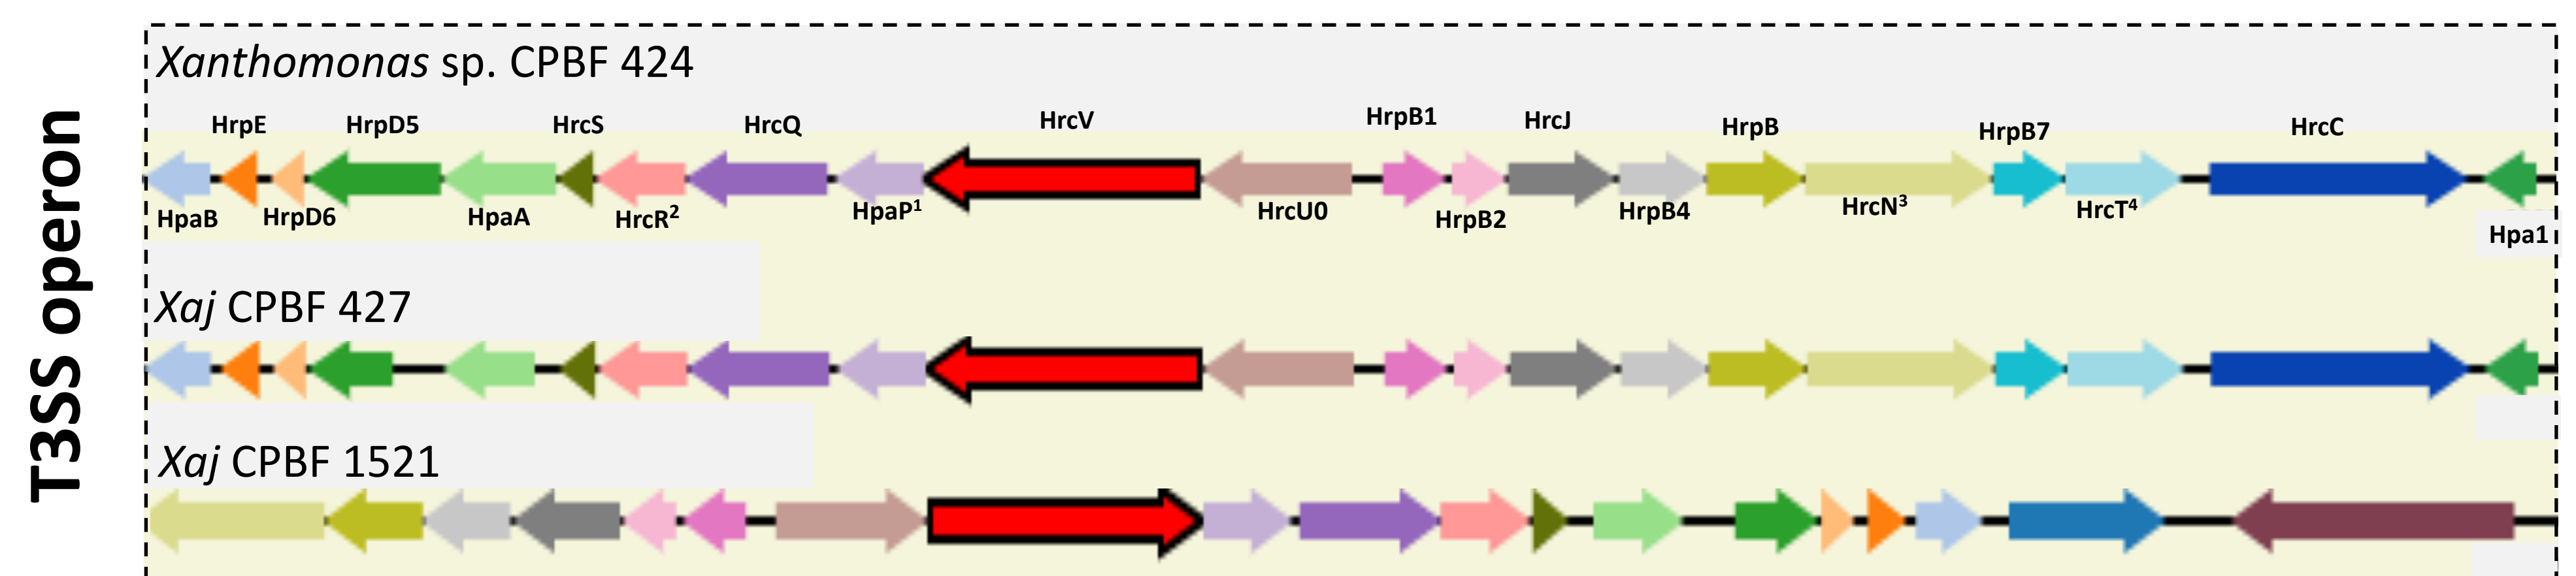 T3SS operon
Xanthomonas sp. CPBF 424
HrpE HrpD5 HrcS HrcQ HrcV HrpB1 HrcJ HrpB HrpB7 HrcC
HpaB HrpD6 HpaA HrcR² HpaP¹ HrcU0 HrpB2 HrpB4 HrcN³ HrcT⁴ Hpa1
Xaj CPBF 427
Xaj CPBF 1521